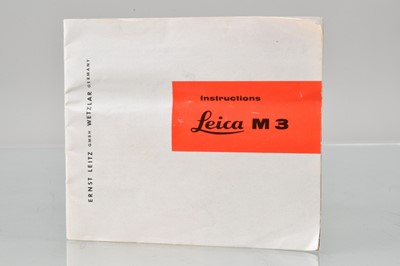 Instructions
Leica M3
ERNST LEITZ GMBH WETZLAR GERMANY